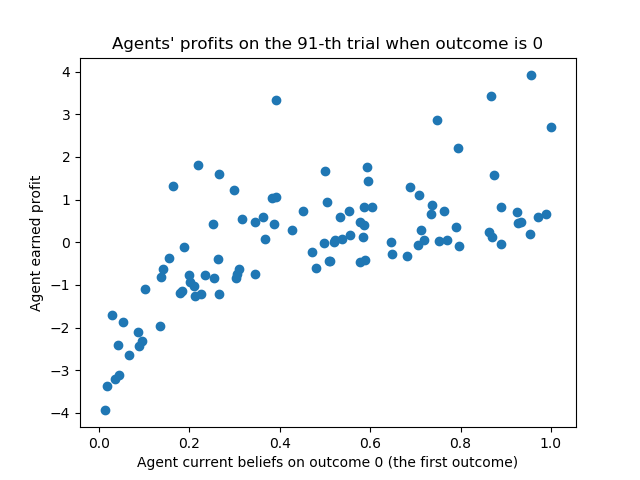 Agents' profits on the 91-th trial when outcome is 0
Agent earned profit
4
3
2
1
0
−1
−2
−3
−4
0.0 0.2 0.4 0.6 0.8 1.0
Agent current beliefs on outcome 0 (the first outcome)